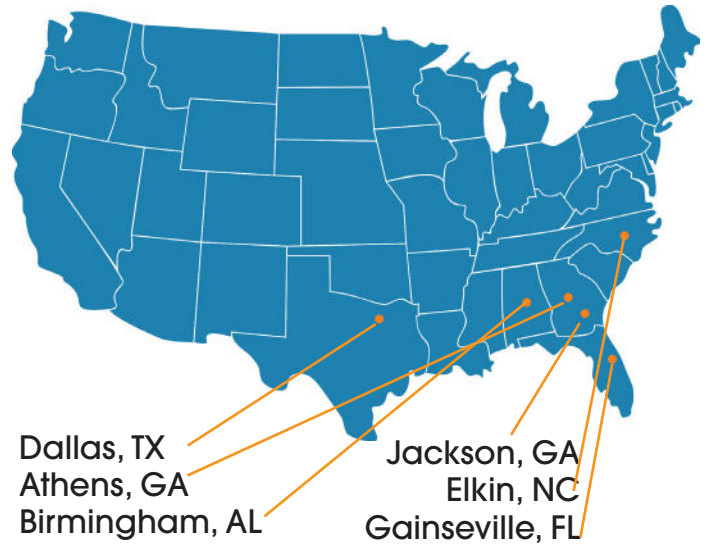 Dallas, TX
Athens, GA
Birmingham, AL
Jackson, GA
Elkin, NC
Gainseville, FL